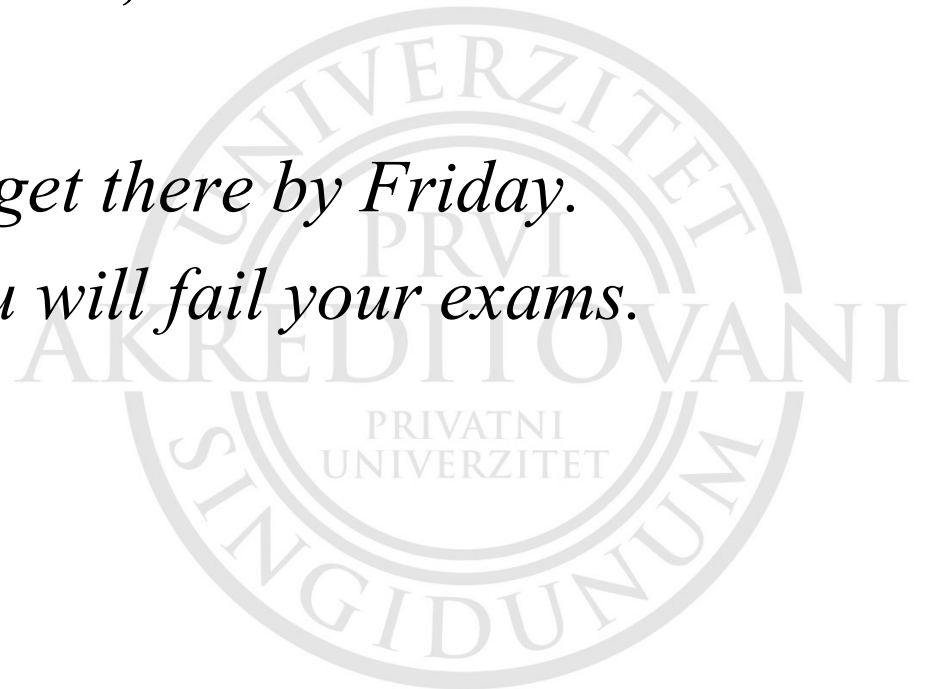 get there by Friday.
will fail your exams.
UNIVERZITET
PRVI
AKREDITOVANI
PRIVATNI
UNIVERZITET
SINGIDUNUM